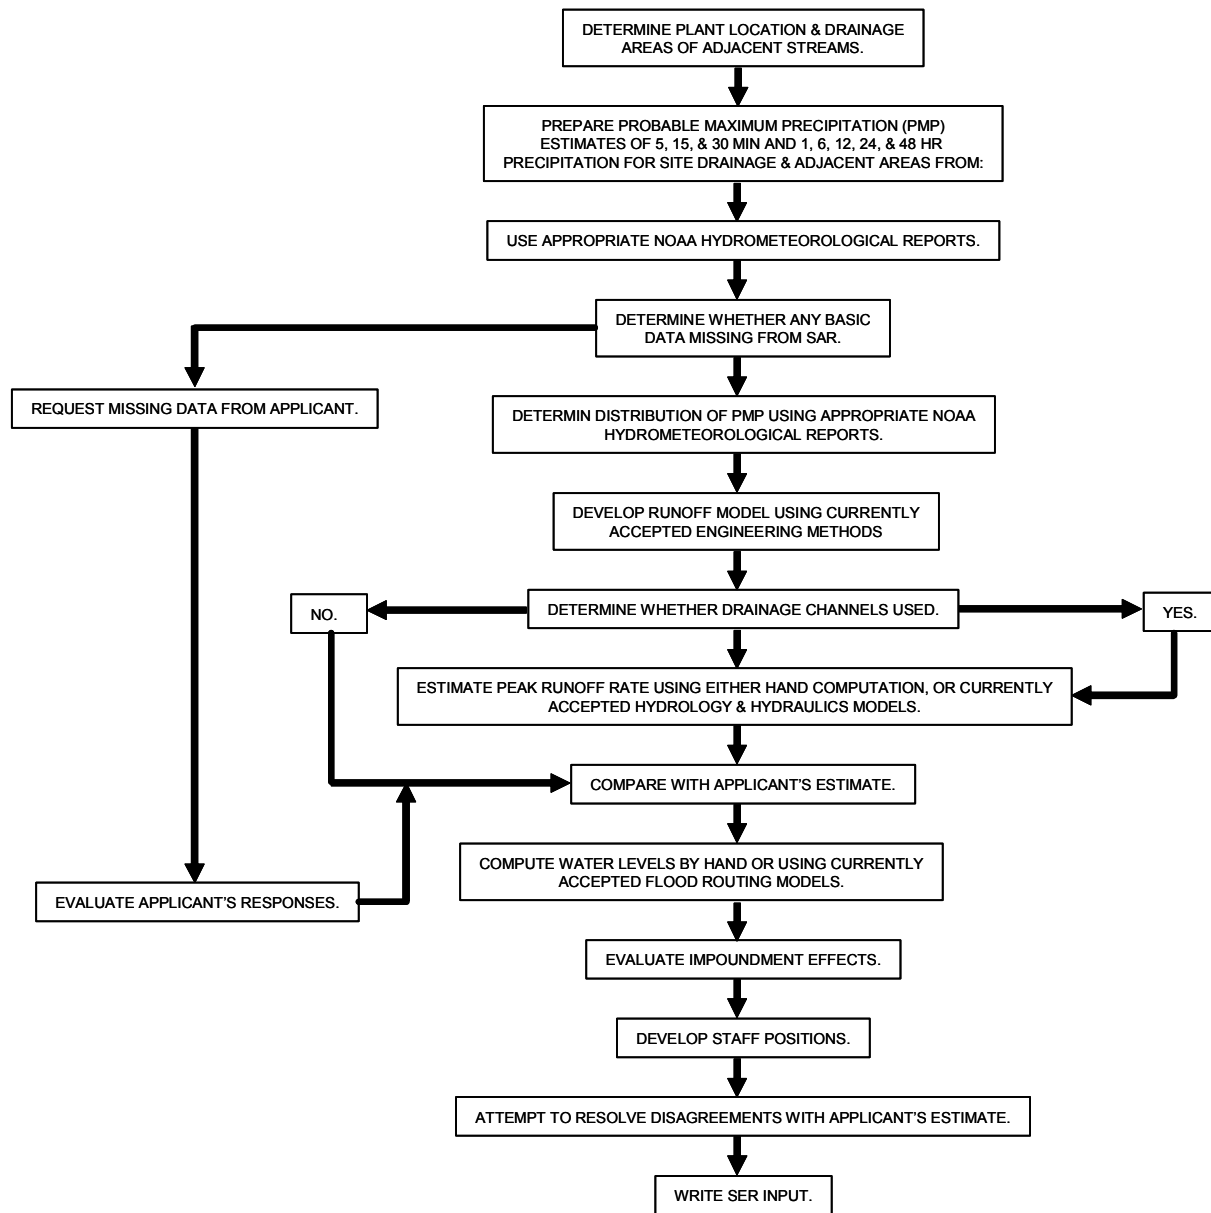 DETERMINE PLANT LOCATION & DRAINAGE
AREAS OF ADJACENT STREAMS.
PREPARE PROBABLE MAXIMUM PRECIPITATION (PMP)
ESTIMATES OF 5, 15, & 30 MIN AND 1, 6, 12, 24, & 48 HR
PRECIPITATION FOR SITE DRAINAGE & ADJACENT AREAS FROM:
USE APPROPRIATE NOAA HYDROMETEOROLOGICAL REPORTS.
DETERMINE WHETHER ANY BASIC
DATA MISSING FROM SAR.
REQUEST MISSING DATA FROM APPLICANT.
DETERMIN DISTRIBUTION OF PMP USING APPROPRIATE NOAA
HYDROMETEOROLOGICAL REPORTS.
DEVELOP RUNOFF MODEL USING CURRENTLY
ACCEPTED ENGINEERING METHODS
NO.
DETERMINE WHETHER DRAINAGE CHANNELS USED.
YES.
ESTIMATE PEAK RUNOFF RATE USING EITHER HAND COMPUTATION, OR CURRENTLY
ACCEPTED HYDROLOGY & HYDRAULICS MODELS.
COMPARE WITH APPLICANT'S ESTIMATE.
COMPUTE WATER LEVELS BY HAND OR USING CURRENTLY
ACCEPTED FLOOD ROUTING MODELS.
EVALUATE APPLICANT'S RESPONSES.
EVALUATE IMPOUNDMENT EFFECTS.
DEVELOP STAFF POSITIONS.
ATTEMPT TO RESOLVE DISAGREEMENTS WITH APPLICANT'S ESTIMATE.
WRITE SER INPUT.